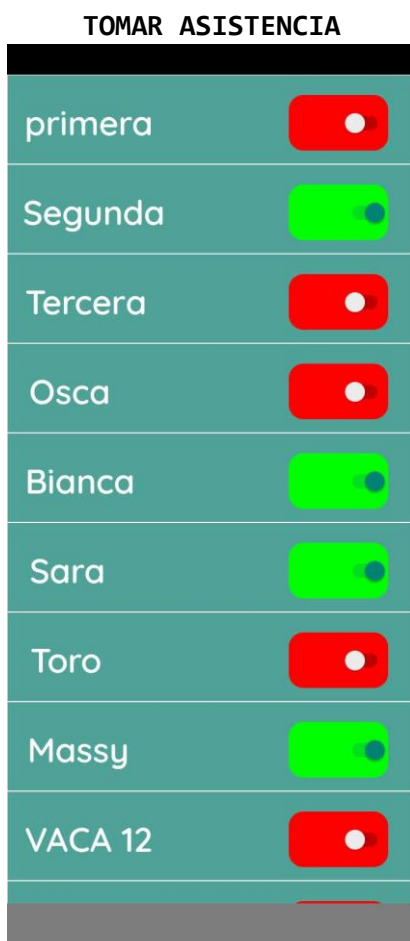 TOMAR ASISTENCIA
primera
Segunda
Tercera
Osca
Bianca
Sara
Toro
Massy
VACA 12